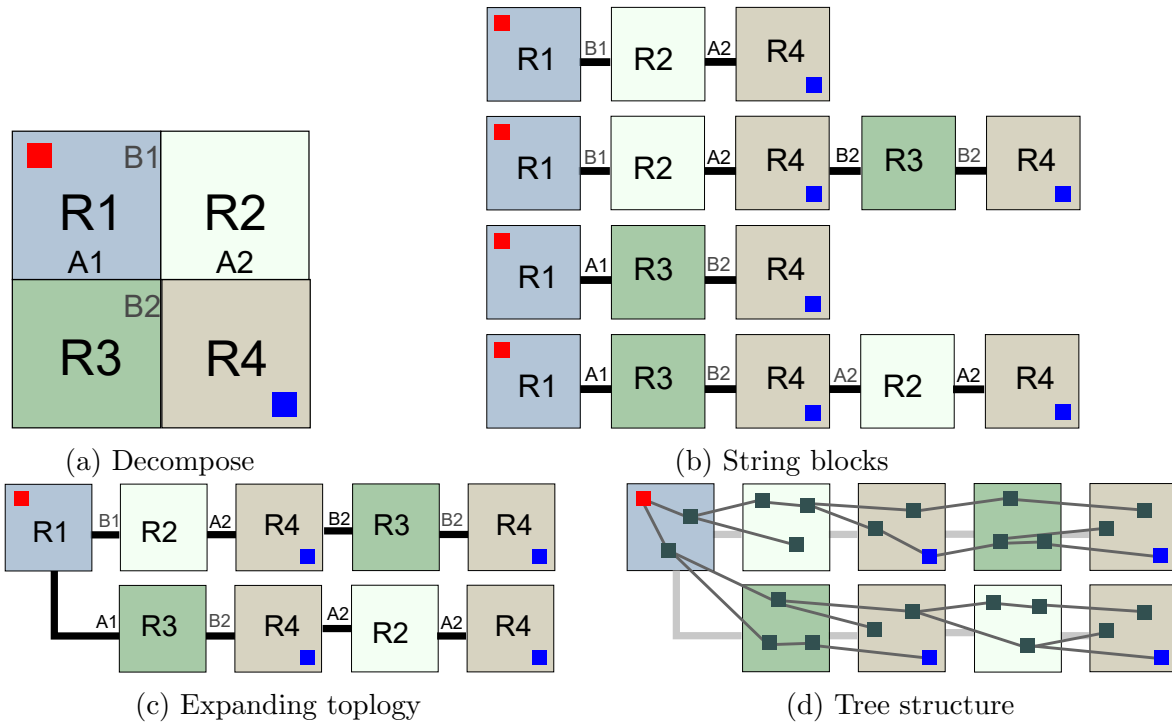 B1
R1 R2
A1 A2
B2
R3 R4
(a) Decompose
R1 B1 R2 A2 R4
R1 B1 R2 A2 R4 B2 R3 B2 R4
R1 A1 R3 B2 R4
R1 A1 R3 B2 R4 A2 R2 A2 R4
(b) String blocks
R1 B1 R2 A2 R4 B2 R3 B2 R4
A1 R3 B2 R4 A2 R2 A2 R4
(c) Expanding toplogy
(d) Tree structure